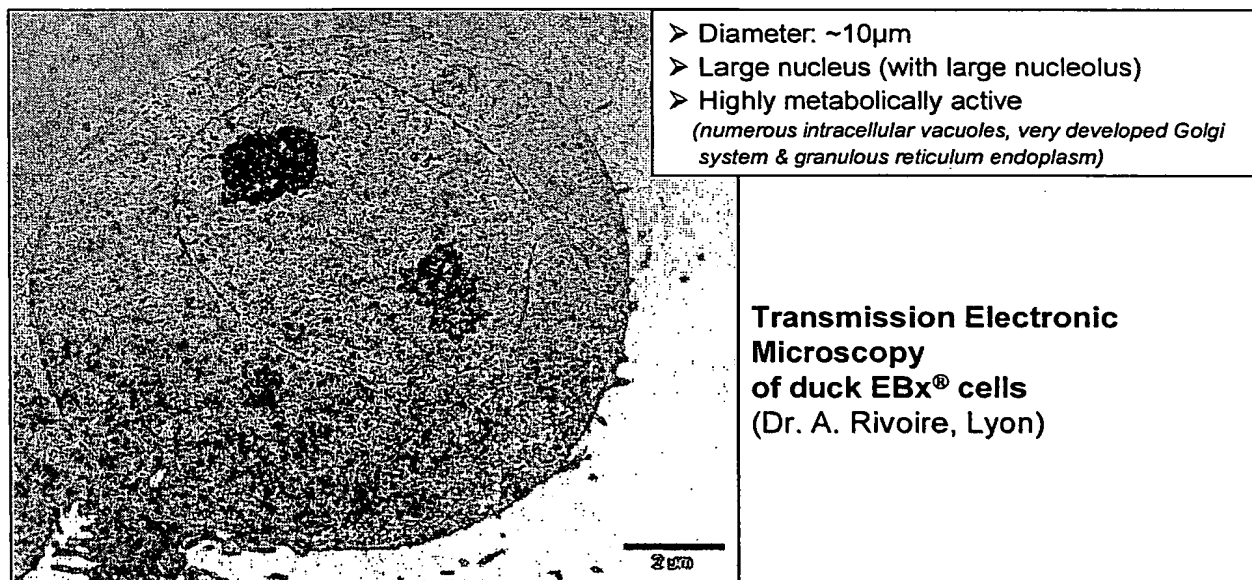 ➢ Diameter: ~10µm
➢ Large nucleus (with large nucleolus)
➢ Highly metabolically active
(numerous intracellular vacuoles, very developed Golgi
system & granulous reticulum endoplasm)
Transmission Electronic
Microscopy
of duck EBx® cells
(Dr. A. Rivoire, Lyon)
2 µm